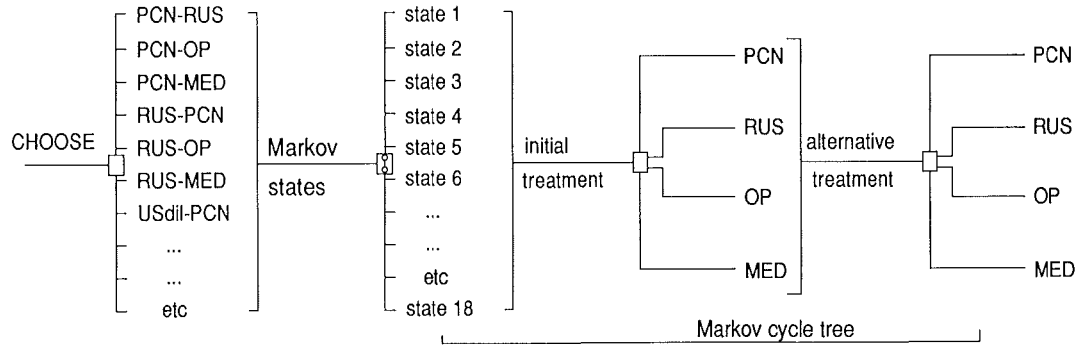 CHOOSE
PCN-RUS
PCN-OP
PCN-MED
RUS-PCN
RUS-OP
RUS-MED
USdil-PCN
...
...
etc
Markov
states
state 1
state 2
state 3
state 4
state 5
state 6
...
...
etc
state 18
initial
treatment
PCN
RUS
OP
MED
alternative
treatment
PCN
RUS
OP
MED
Markov cycle tree